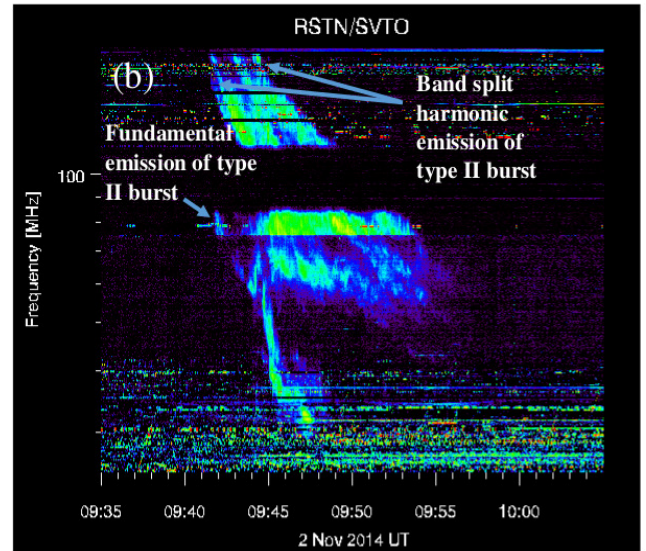 RSTN/SVTO
(b)
Band split
harmonic
emission of
type II burst
Fundamental
emission of type
II burst
100
Frequency [MHz]
09:35 09:40 09:45 09:50 09:55 10:00
2 Nov 2014 UT